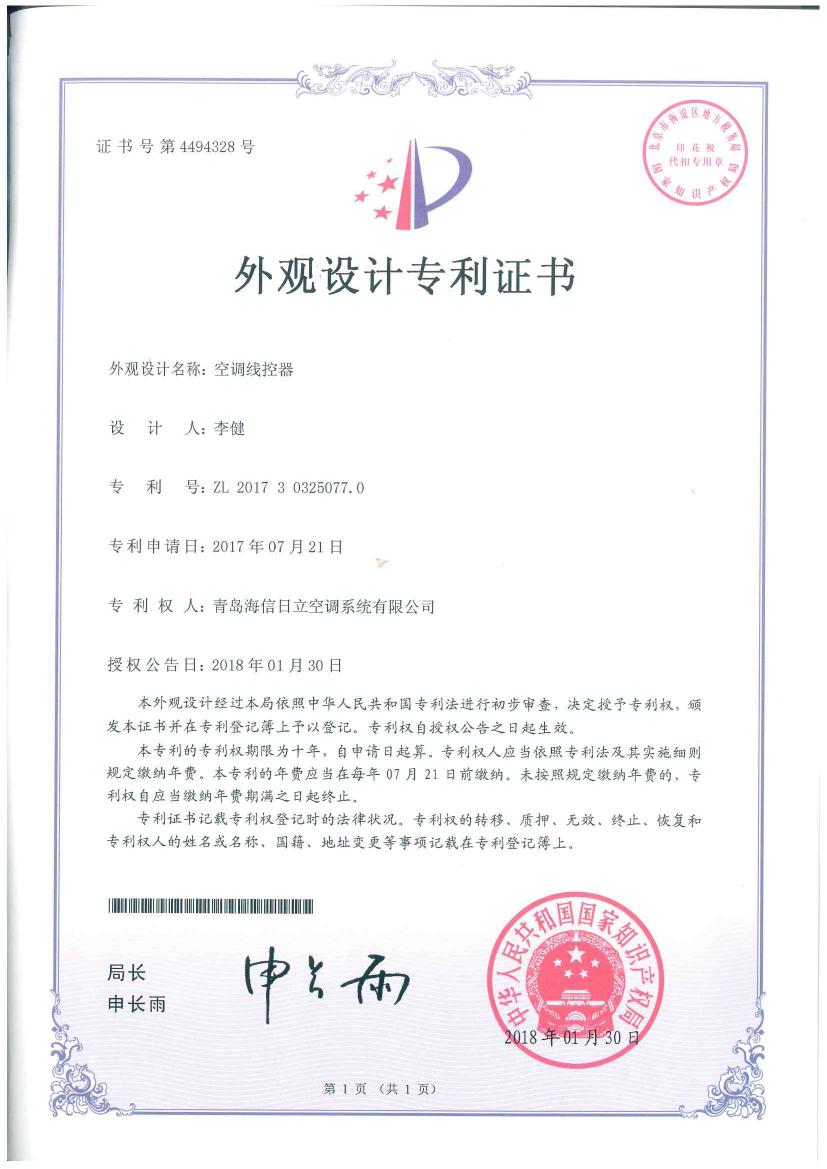 证书号第4494328号
北京市海淀区地方税务局
印花税
代扣专用章
国家知识产权局
外观设计专利证书
外观设计名称：空调线控器
设计人：李健
专利号：ZL 2017 3 0325077.0
专利申请日：2017年07月21日
专利权人：青岛海信日立空调系统有限公司
授权公告日：2018年01月30日
本外观设计经过本局依照中华人民共和国专利法进行初步审查，决定授予专利权，颁
发本证书并在专利登记簿上予以登记。专利权自授权公告之日起生效。
本专利的专利权期限为十年，自申请日起算。专利权人应当依照专利法及其实施细则
规定缴纳年费。本专利的年费应当在每年07月21日前缴纳。未按照规定缴纳年费的，专
利权自应当缴纳年费期满之日起终止。
专利证书记载专利权登记时的法律状况。专利权的转移、质押、无效、终止、恢复和
专利权人的姓名或名称、国籍、地址变更等事项记载在专利登记簿上。
局长
申长雨
申长雨
中华人民共和国国家知识产权局
2018年01月30日
第1页（共1页）